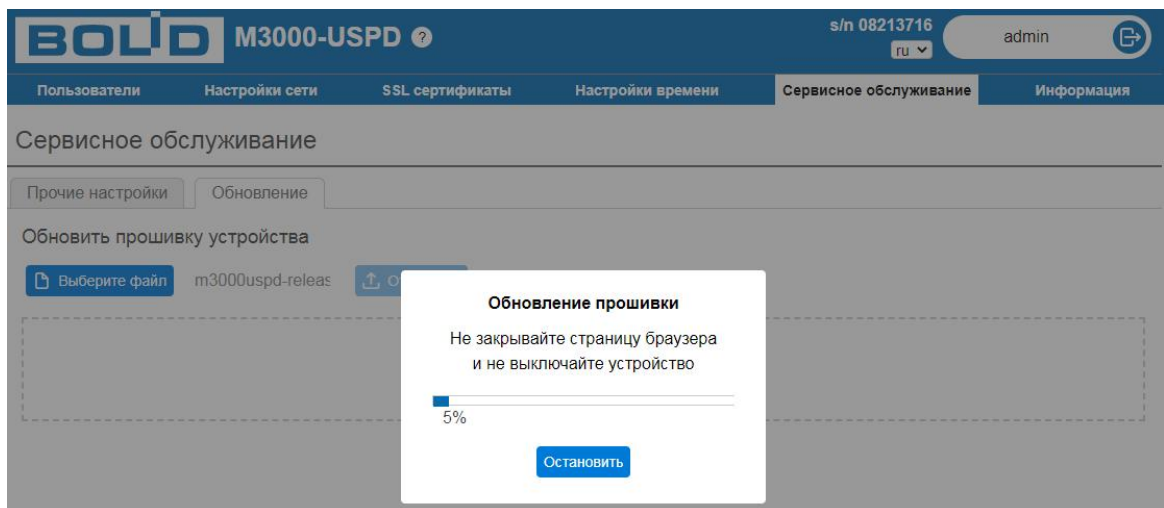 BOLID
M3000-USPD ?
s/n 08213716
ru
admin
Пользователи Настройки сети SSL сертификаты Настройки времени Сервисное обслуживание Информация
Сервисное обслуживание
Прочие настройки Обновление
Обновить прошивку устройства
Выберите файл m3000uspd-releas
Обновление прошивки
Не закрывайте страницу браузера
и не выключайте устройство
5%
Остановить